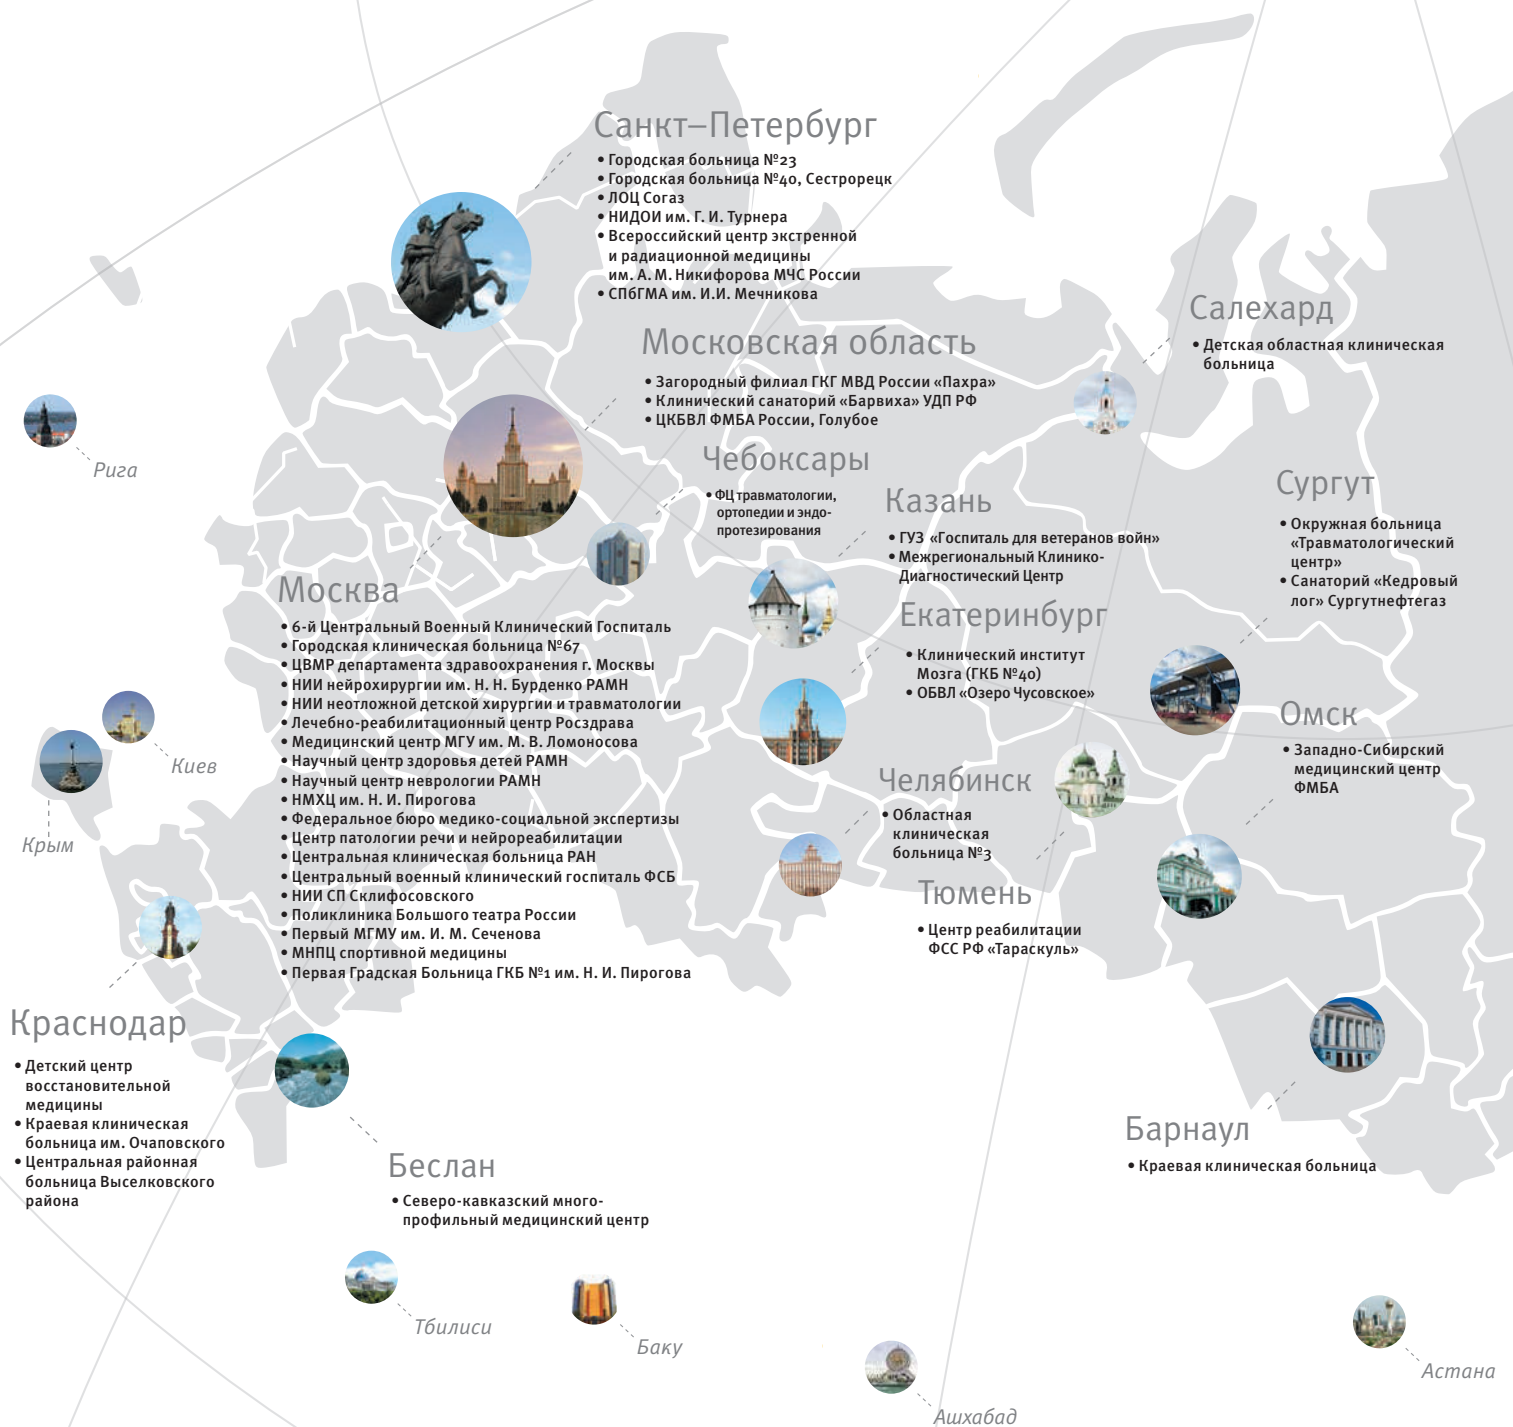 Санкт–Петербург
• Городская больница №23
• Городская больница №40, Сестрорецк
• ЛОЦ Согаз
• НИДОИ им. Г. И. Турнера
• Всероссийский центр экстренной
и радиационной медицины
им. А. М. Никифорова МЧС России
• СПбГМА им. И.И. Мечникова
Московская область
• Загородный филиал ГКГ МВД России «Пахра»
• Клинический санаторий «Барвиха» УДП РФ
• ЦКБВЛ ФМБА России, Голубое
Салехард
• Детская областная клиническая
больница
Рига
Чебоксары
• ФЦ травматологии,
ортопедии и эндо-
протезирования
Казань
• ГУЗ «Госпиталь для ветеранов войн»
• Межрегиональный Клинико-
Диагностический Центр
Сургут
• Окружная больница
«Травматологический
центр»
• Санаторий «Кедровый
лог» Сургутнефтегаз
Москва
• 6-й Центральный Военный Клинический Госпиталь
• Городская клиническая больница №67
• ЦВМР департамента здравоохранения г. Москвы
• НИИ нейрохирургии им. Н. Н. Бурденко РАМН
• НИИ неотложной детской хирургии и травматологии
• Лечебно-реабилитационный центр Росздрава
• Медицинский центр МГУ им. М. В. Ломоносова
• Научный центр здоровья детей РАМН
• Научный центр неврологии РАМН
• НМХЦ им. Н. И. Пирогова
• Федеральное бюро медико-социальной экспертизы
• Центр патологии речи и нейрореабилитации
• Центральная клиническая больница РАН
• Центральный военный клинический госпиталь ФСБ
• НИИ СП Склифосовского
• Поликлиника Большого театра России
• Первый МГМУ им. И. М. Сеченова
• МНПЦ спортивной медицины
• Первая Градская Больница ГКБ №1 им. Н. И. Пирогова
Екатеринбург
• Клинический институт
Мозга (ГКБ №40)
• ОБВЛ «Озеро Чусовское»
Омск
• Западно-Сибирский
медицинский центр
ФМБА
Киев
Крым
Челябинск
• Областная
клиническая
больница №3
Тюмень
• Центр реабилитации
ФСС РФ «Тараскуль»
Краснодар
• Детский центр
восстановительной
медицины
• Краевая клиническая
больница им. Очаповского
• Центральная районная
больница Выселковского
района
Беслан
• Северо-кавказский много-
профильный медицинский центр
Барнаул
• Краевая клиническая больница
Тбилиси
Баку
Ашхабад
Астана